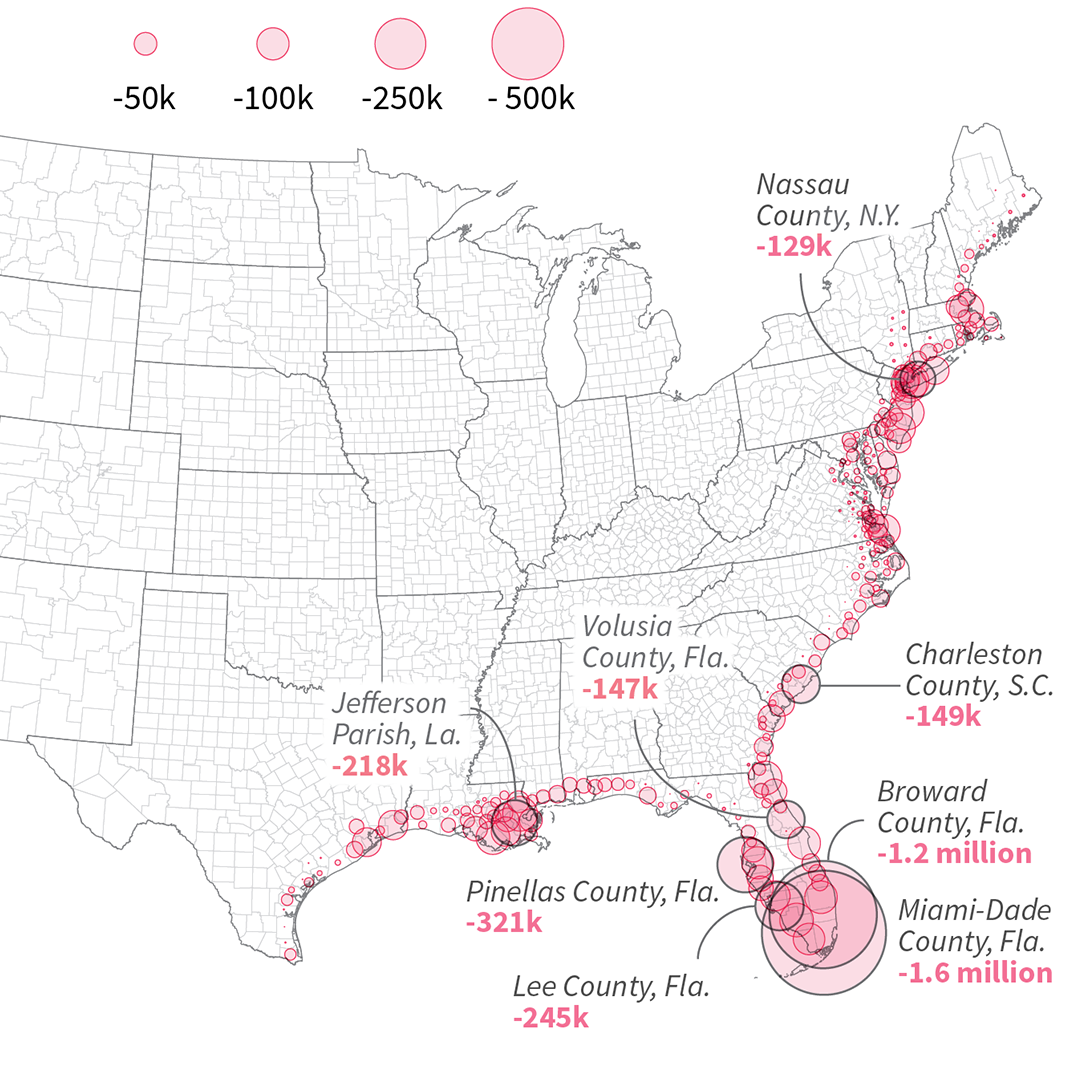 -50k
-100k
-250k
- 500k
Nassau
County, N.Y.
-129k
Volusia
County, Fla.
-147k
Charleston
County, S.C.
-149k
Jefferson
Parish, La.
-218k
Broward
County, Fla.
-1.2 million
Pinellas County, Fla.
-321k
Miami-Dade
County, Fla.
-1.6 million
Lee County, Fla.
-245k